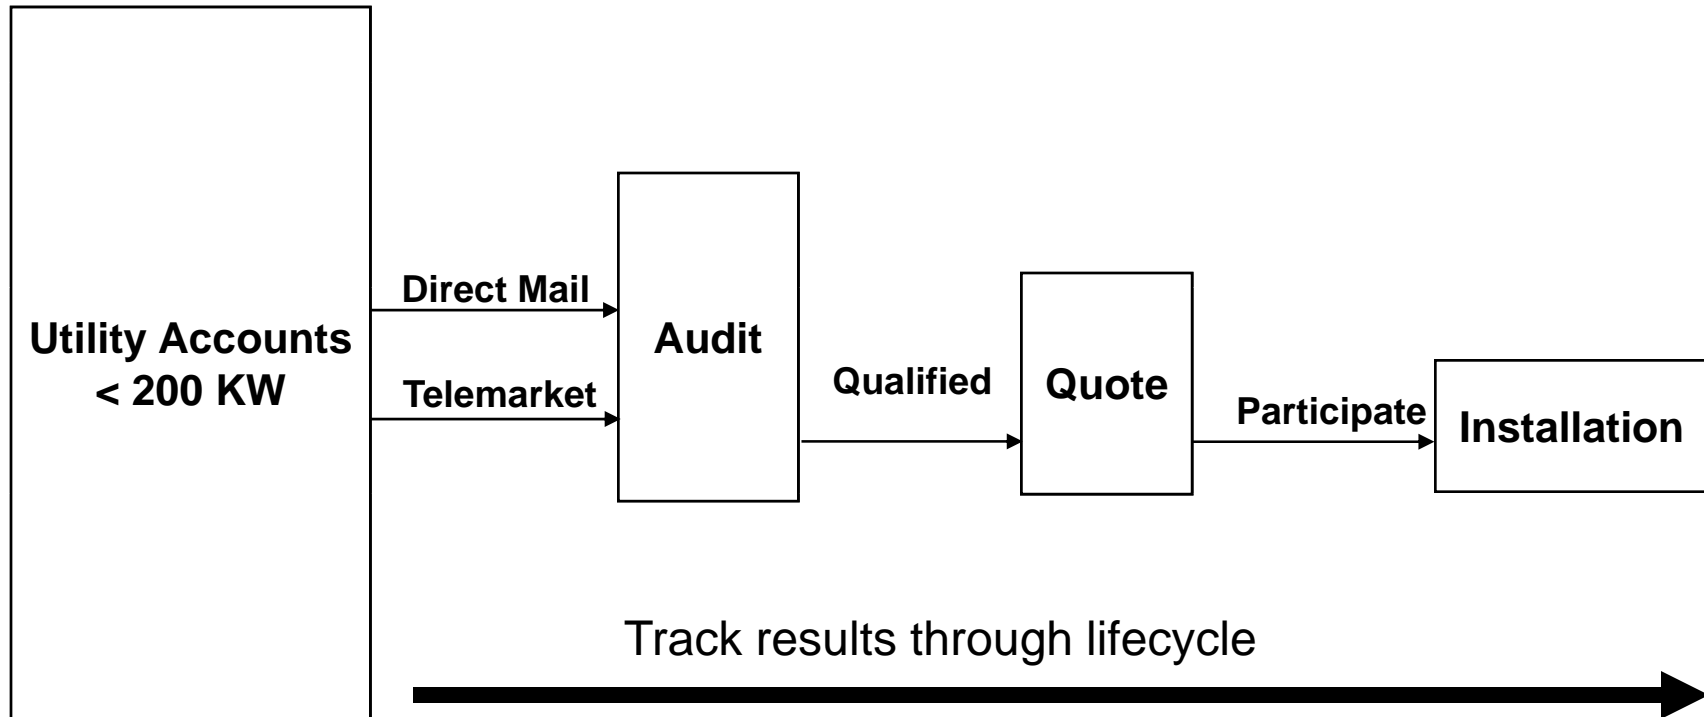 Utility Accounts
< 200 KW
Direct Mail
Telemarket
Audit
Qualified
Quote
Participate
Installation
Track results through lifecycle